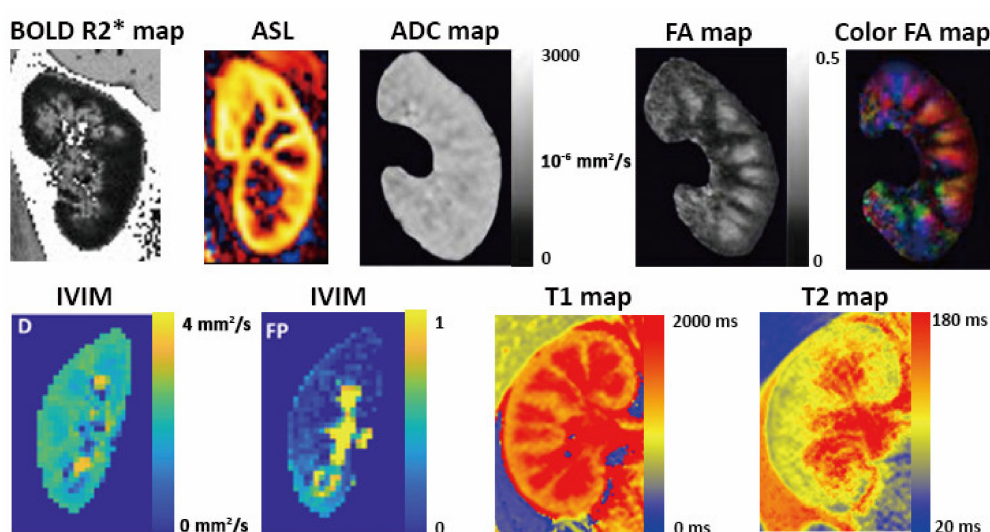 BOLD R2* map ASL ADC map FA map Color FA map
3000
10⁻⁶ mm²/s
0
0.5
0
IVIM IVIM T1 map T2 map
D
4 mm²/s
0 mm²/s
FP
1
0
2000 ms
0 ms
180 ms
20 ms